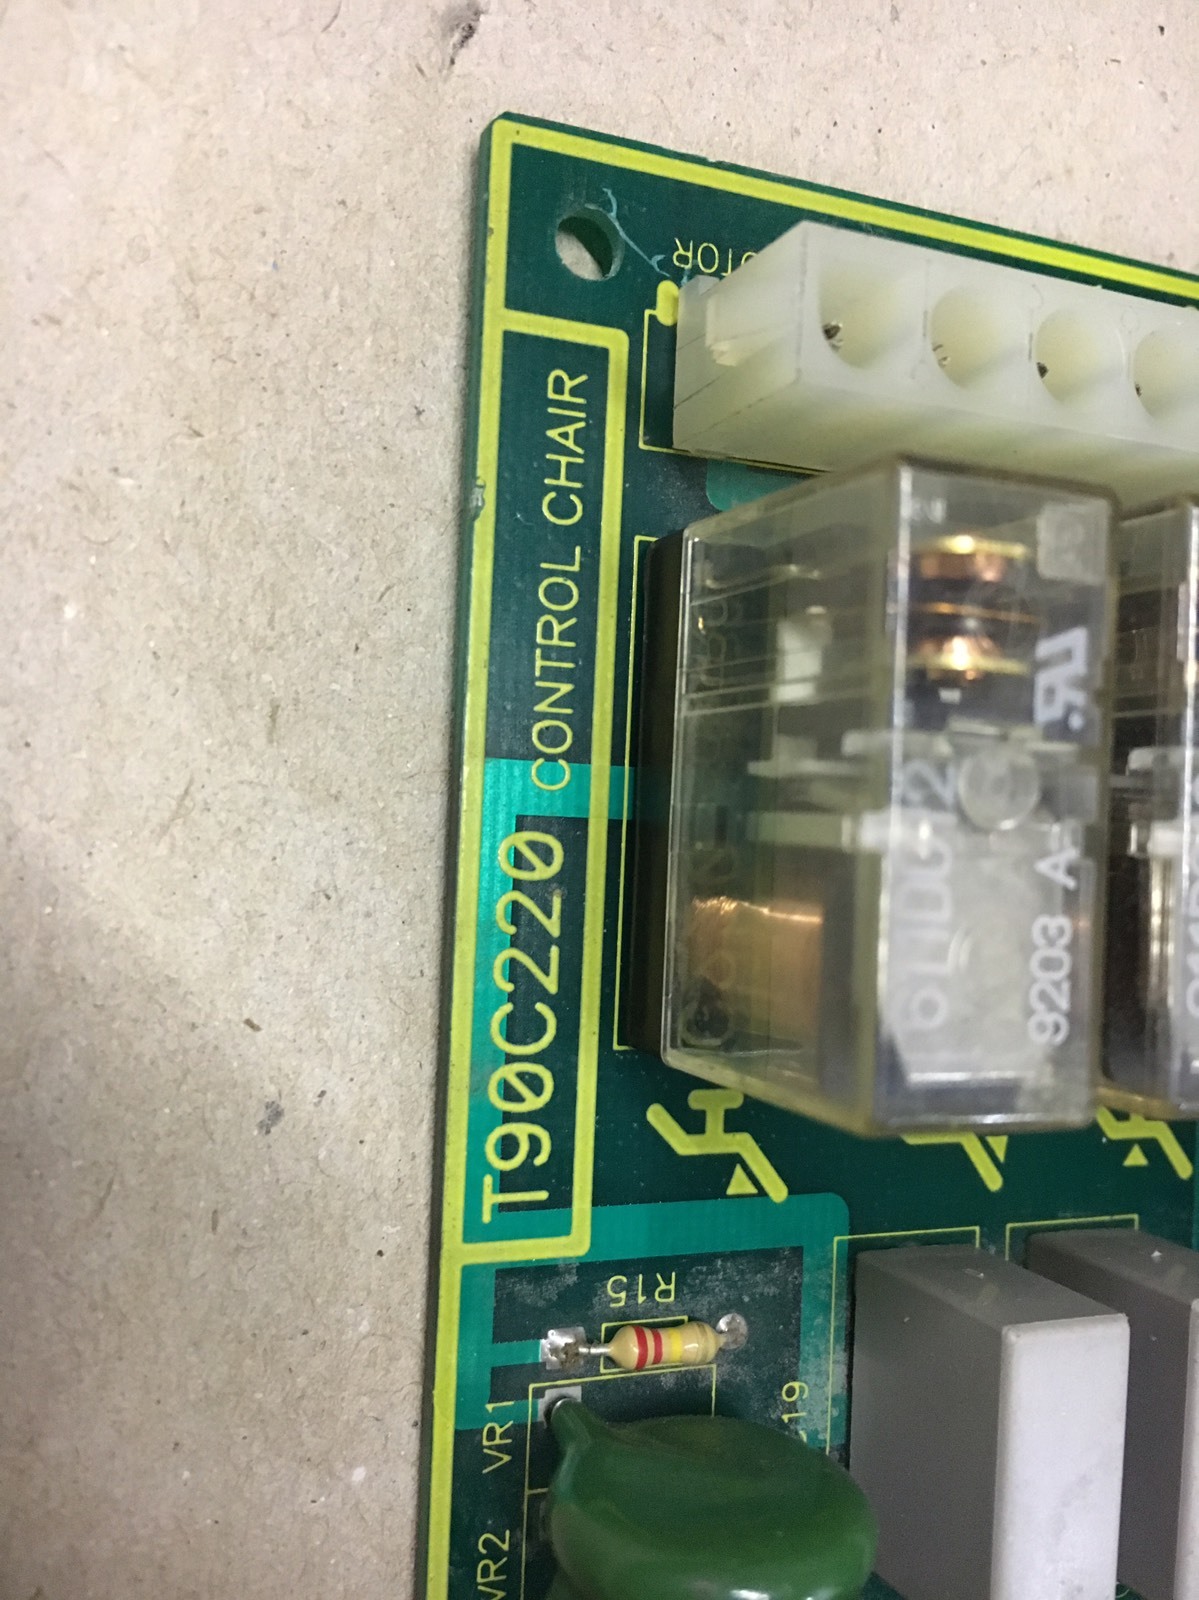 T90C220 CONTROL CHAIR
R15
VR1
VR2
9203 A